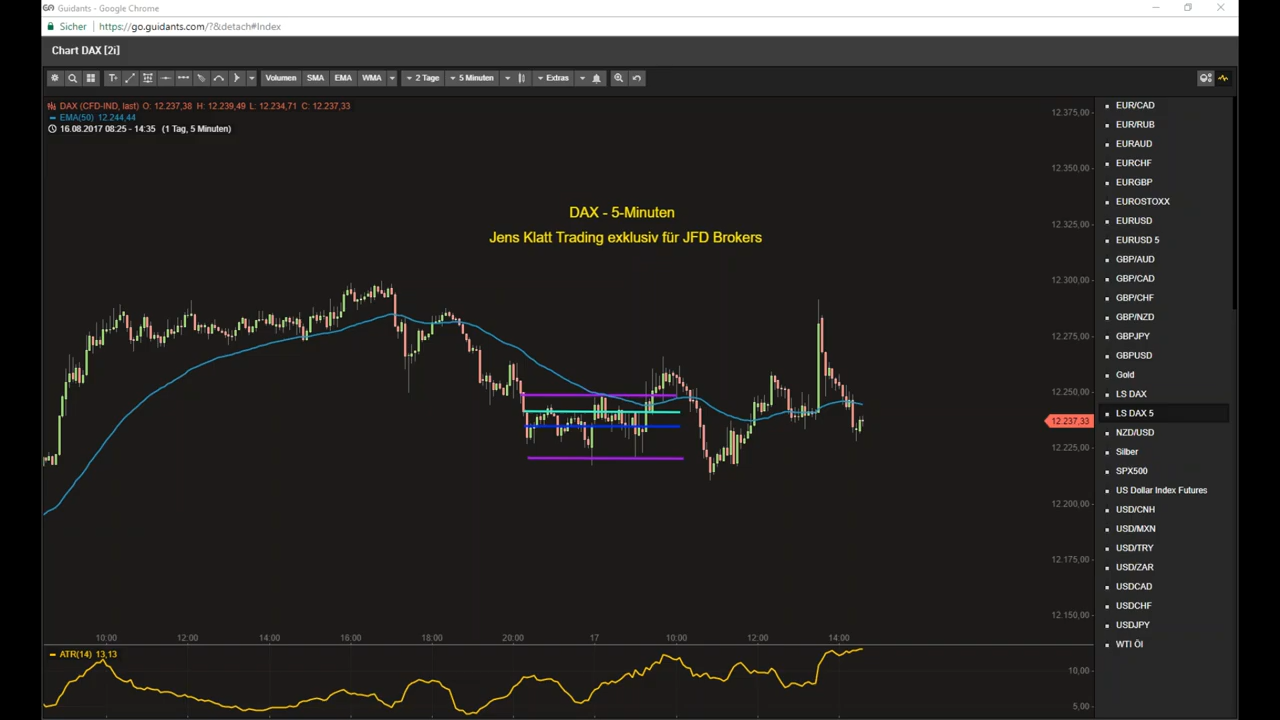 Guidants - Google Chrome
Sicher https://go.guidants.com/?&detach#Index
Chart DAX [2i]
Volumen SMA EMA WMA 2 Tage 5 Minuten Extras
DAX (CFD-IND, last) O: 12.237,38 H: 12.239,49 L: 12.234,71 C: 12.237,33
EMA(50) 12.244,44
16.08.2017 08:25 - 14:35 (1 Tag, 5 Minuten)
DAX - 5-Minuten
Jens Klatt Trading exklusiv für JFD Brokers
12.375,00
12.350,00
12.325,00
12.300,00
12.275,00
12.250,00
12.237,33
12.225,00
12.200,00
12.175,00
12.150,00
10:00 12:00 14:00 16:00 18:00 20:00 17 10:00 12:00 14:00
ATR(14) 13,13
10,00
5,00
EUR/CAD
EUR/RUB
EURAUD
EURCHF
EURGBP
EUROSTOXX
EURUSD
EURUSD 5
GBP/AUD
GBP/CAD
GBP/CHF
GBP/NZD
GBPJPY
GBPUSD
Gold
LS DAX
LS DAX 5
NZD/USD
Silber
SPX500
US Dollar Index Futures
USD/CNH
USD/MXN
USD/TRY
USD/ZAR
USDCAD
USDCHF
USDJPY
WTI Öl